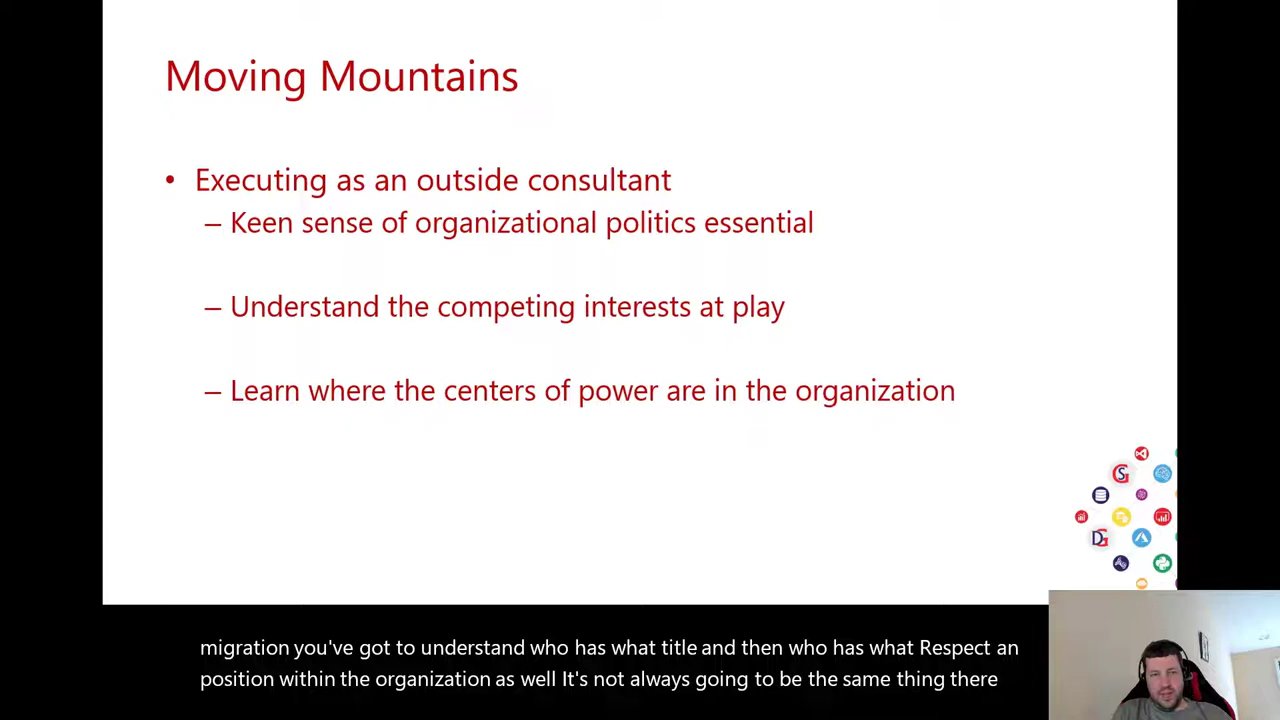 Moving Mountains
• Executing as an outside consultant
– Keen sense of organizational politics essential
– Understand the competing interests at play
– Learn where the centers of power are in the organization
G
S
DG
migration you've got to understand who has what title and then who has what Respect an
position within the organization as well It's not always going to be the same thing there